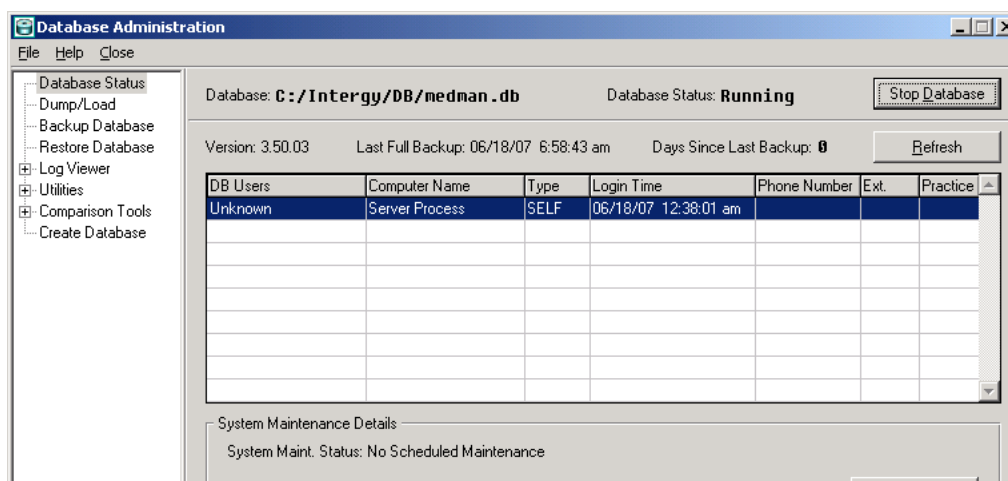 Database Administration
File Help Close
Database Status
Dump/Load
Backup Database
Restore Database
Log Viewer
Utilities
Comparison Tools
Create Database
Database: C:/Intergy/DB/medman.db Database Status: Running Stop Database
Version: 3.50.03 Last Full Backup: 06/18/07 6:58:43 am Days Since Last Backup: 0 Refresh
DB Users Computer Name Type Login Time Phone Number Ext. Practice
Unknown Server Process SELF 06/18/07 12:38:01 am
System Maintenance Details
System Maint. Status: No Scheduled Maintenance